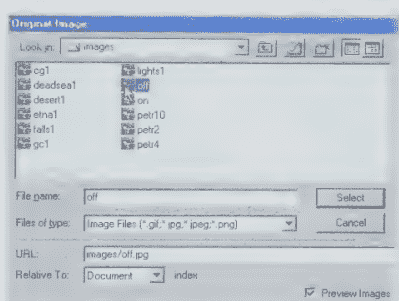 Original Image
Look in: images
cg1
deadsea1
desert1
etna1
falls1
gc1
lights1
off
on
petr10
petr2
petr4
File name: off Select
Files of type: Image Files (*.gif;*.jpg;*.jpeg;*.png) Cancel
URL: images/off.jpg
Relative To: Document index
Preview Images